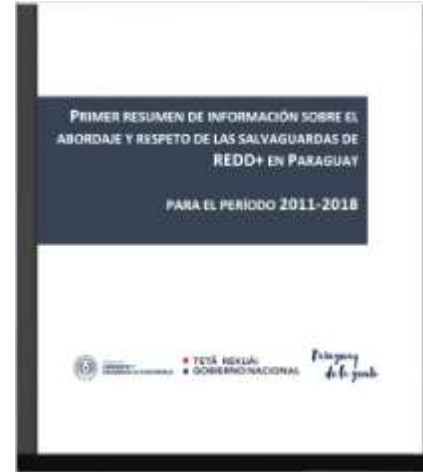 PRIMER RESUMEN DE INFORMACIÓN SOBRE EL
ABORDAJE Y RESPETO DE LAS SALVAGUARDAS DE
REDD+ EN PARAGUAY
PARA EL PERÍODO 2011-2018
TETÃ REKUÁI
GOBIERNO NACIONAL
Paraguay
de la gente